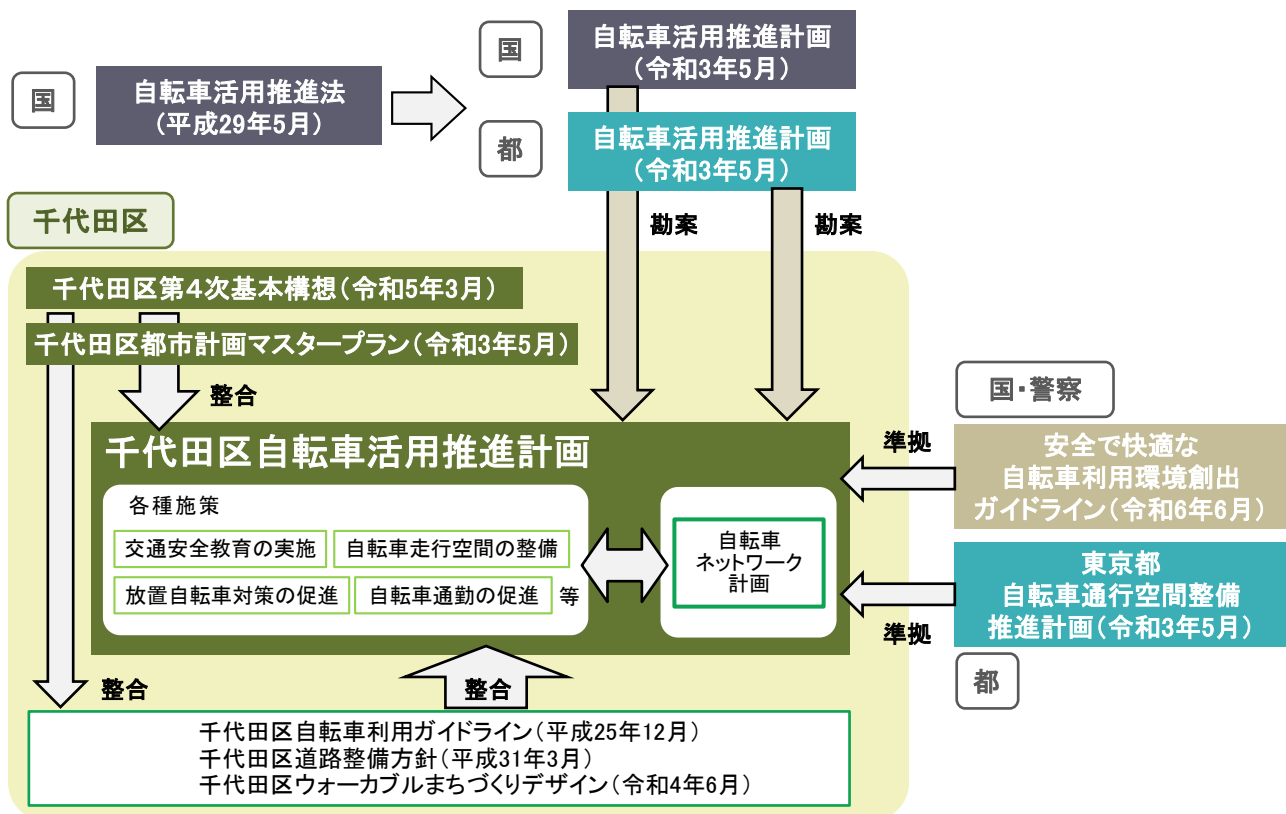 国
自転車活用推進法
(平成29年5月)
国
自転車活用推進計画
(令和3年5月)
都
自転車活用推進計画
(令和3年5月)
勘案
勘案
千代田区
千代田区第4次基本構想(令和5年3月)
千代田区都市計画マスタープラン(令和3年5月)
整合
千代田区自転車活用推進計画
各種施策
交通安全教育の実施
自転車走行空間の整備
放置自転車対策の促進
自転車通勤の促進
等
自転車
ネットワーク
計画
国・警察
準拠
安全で快適な
自転車利用環境創出
ガイドライン(令和6年6月)
東京都
自転車通行空間整備
推進計画(令和3年5月)
準拠
都
整合
整合
千代田区自転車利用ガイドライン(平成25年12月)
千代田区道路整備方針(平成31年3月)
千代田区ウォーカブルまちづくりデザイン(令和4年6月)